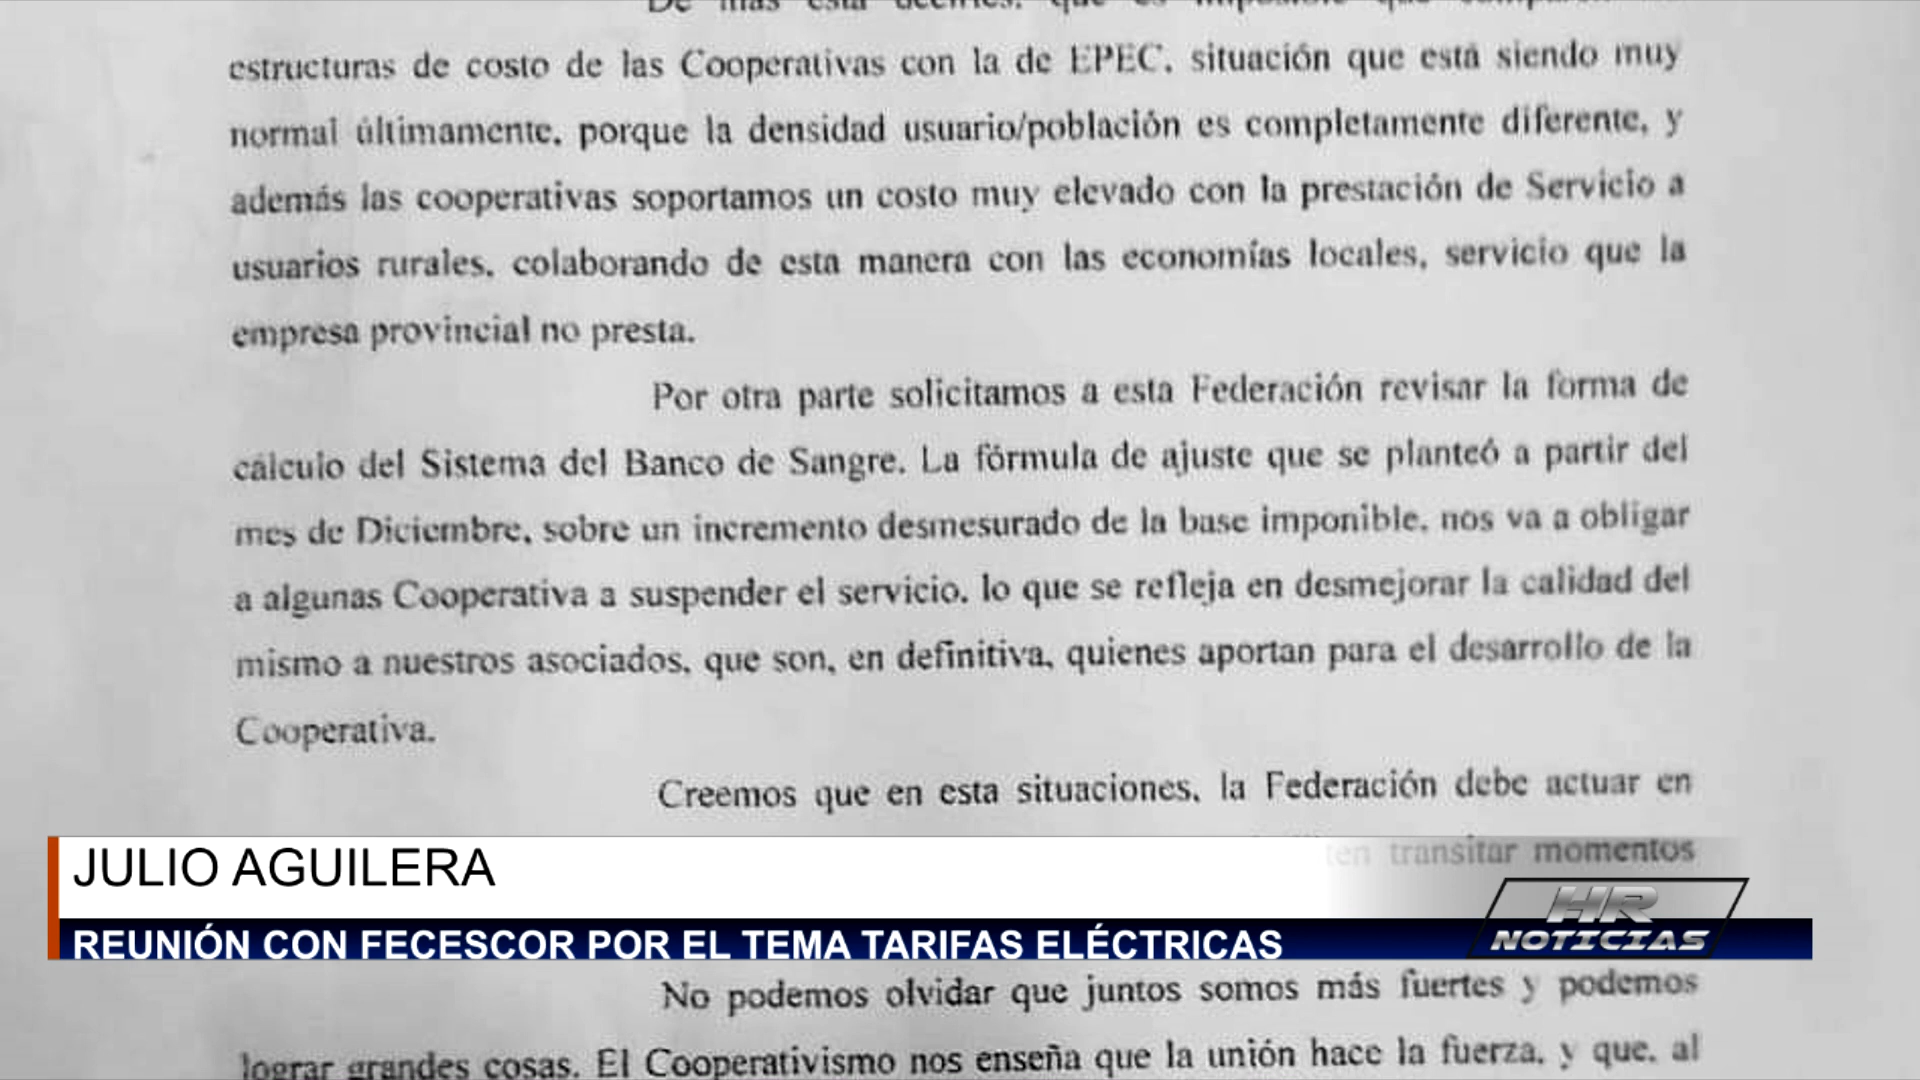 De más está decirles, que es imposible que
estructuras de costo de las Cooperativas con la de EPEC, situación que está siendo muy
normal últimamente, porque la densidad usuario/población es completamente diferente, y
además las cooperativas soportamos un costo muy elevado con la prestación de Servicio a
usuarios rurales, colaborando de esta manera con las economías locales, servicio que la
empresa provincial no presta.
Por otra parte solicitamos a esta Federación revisar la forma de
cálculo del Sistema del Banco de Sangre. La fórmula de ajuste que se planteó a partir del
mes de Diciembre, sobre un incremento desmesurado de la base imponible, nos va a obligar
a algunas Cooperativa a suspender el servicio, lo que se refleja en desmejorar la calidad del
mismo a nuestros asociados, que son, en definitiva, quienes aportan para el desarrollo de la
Cooperativa.
Creemos que en esta situaciones, la Federación debe actuar en
transitar momentos
JULIO AGUILERA
HR
NOTICIAS
REUNIÓN CON FECESCOR POR EL TEMA TARIFAS ELÉCTRICAS
No podemos olvidar que juntos somos más fuertes y podemos
lograr grandes cosas. El Cooperativismo nos enseña que la unión hace la fuerza, y que, al